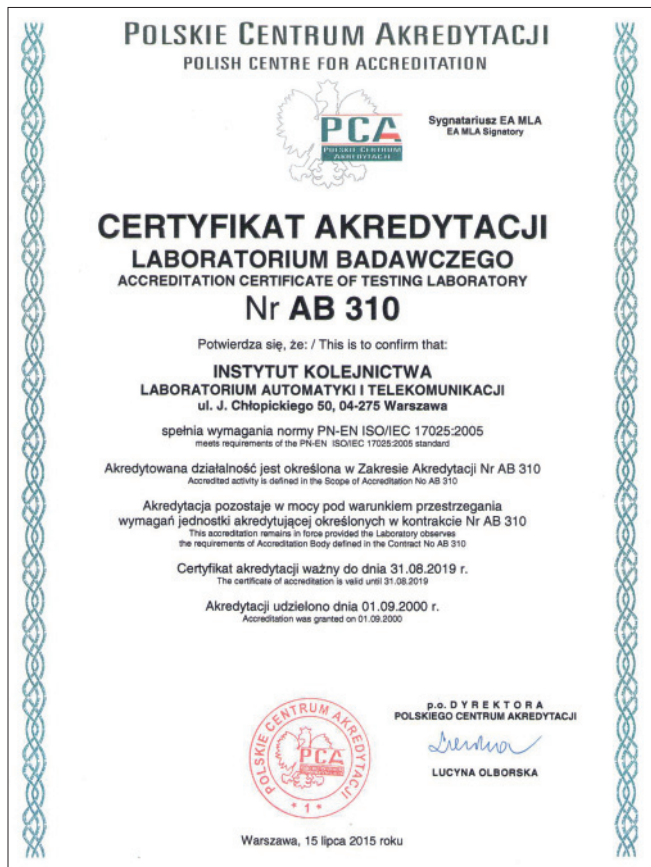 POLSKIE CENTRUM AKREDYTACJI
POLISH CENTRE FOR ACCREDITATION
PCA
POLSKIE CENTRUM
AKREDYTACJI
Sygnatariusz EA MLA
EA MLA Signatory
CERTYFIKAT AKREDYTACJI
LABORATORIUM BADAWCZEGO
ACCREDITATION CERTIFICATE OF TESTING LABORATORY
Nr AB 310
Potwierdza się, że: / This is to confirm that:
INSTYTUT KOLEJNICTWA
LABORATORIUM AUTOMATYKI I TELEKOMUNIKACJI
ul. J. Chłopickiego 50, 04-275 Warszawa
spełnia wymagania normy PN-EN ISO/IEC 17025:2005
meets requirements of the PN-EN ISO/IEC 17025:2005 standard
Akredytowana działalność jest określona w Zakresie Akredytacji Nr AB 310
Accredited activity is defined in the Scope of Accreditation No AB 310
Akredytacja pozostaje w mocy pod warunkiem przestrzegania
wymagań jednostki akredytującej określonych w kontrakcie Nr AB 310
This accreditation remains in force provided the Laboratory observes
the requirements of Accreditation Body defined in the Contract No AB 310
Certyfikat akredytacji ważny do dnia 31.08.2019 r.
The certificate of accreditation is valid until 31.08.2019
Akredytacji udzielono dnia 01.09.2000 r.
Accreditation was granted on 01.09.2000
POLSKIE CENTRUM AKREDYTACJI
PCA
* 1 *
p.o. DYREKTORA
POLSKIEGO CENTRUM AKREDYTACJI
LUCYNA OLBORSKA
Warszawa, 15 lipca 2015 roku